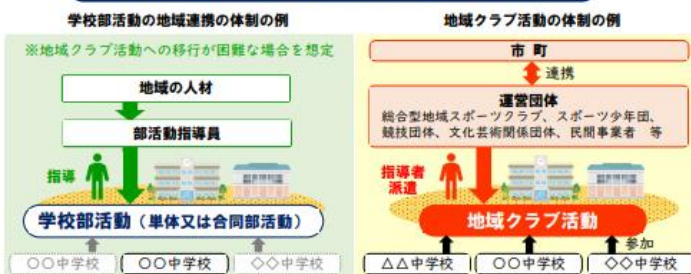 学校部活動の地域連携の体制の例
※地域クラブ活動への移行が困難な場合を想定
地域の人材
部活動指導員
指導
学校部活動（単体又は合同部活動）
○○中学校
○○中学校
◇◇中学校
地域クラブ活動の体制の例
市町
連携
運営団体
総合型地域スポーツクラブ、スポーツ少年団、
競技団体、文化芸術関係団体、民間事業者 等
指導者
派遣
地域クラブ活動
参加
△△中学校
○○中学校
◇◇中学校